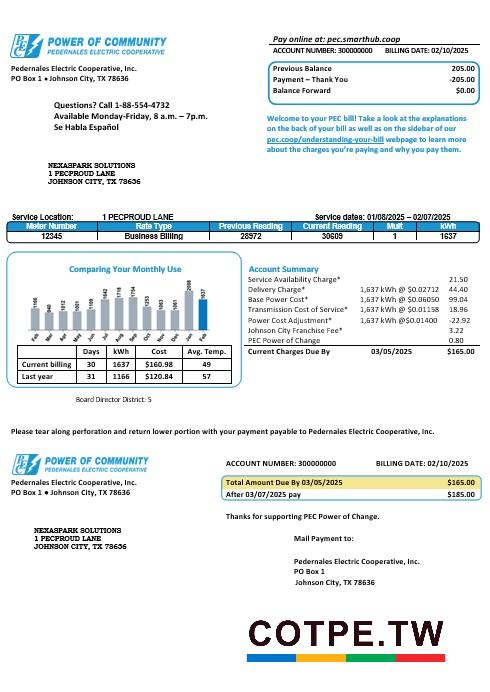 POWER OF COMMUNITY
PEDERNALES ELECTRIC COOPERATIVE
Pedernales Electric Cooperative, Inc.
PO Box 1 ● Johnson City, TX 78636
Pay online at: pec.smarthub.coop
ACCOUNT NUMBER: 300000000 BILLING DATE: 02/10/2025
Previous Balance 205.00
Payment – Thank You -205.00
Balance Forward $0.00
Questions? Call 1-88-554-4732
Available Monday-Friday, 8 a.m. – 7p.m.
Se Habla Español
Welcome to your PEC bill! Take a look at the explanations
on the back of your bill as well as on the sidebar of our
pec.coop/understanding-your-bill webpage to learn more
about the charges you're paying and why you pay them.
NEXASPARK SOLUTIONS
1 PECPROUD LANE
JOHNSON CITY, TX 78636
Service Location: 1 PECPROUD LANE Service dates: 01/08/2025 – 02/07/2025
Meter Number Rate Type Previous Reading Current Reading Mult kWh
12345 Business Billing 28972 30609 1 1637
Comparing Your Monthly Use
1166 948 1012 1001 1109 1642 1716 1754 1253 1063 1061 2098 1637
Feb Mar Apr May Jun Jul Aug Sep Oct Nov Dec Jan Feb
Days kWh Cost Avg. Temp.
Current billing 30 1637 $160.98 49
Last year 31 1166 $120.84 57
Account Summary
Service Availability Charge* 21.50
Delivery Charge* 1,637 kWh @ $0.02712 44.40
Base Power Cost* 1,637 kWh @ $0.06050 99.04
Transmission Cost of Service* 1,637 kWh @ $0.01158 18.96
Power Cost Adjustment* 1,637 kWh @$0.01400 -22.92
Johnson City Franchise Fee* 3.22
PEC Power of Change 0.80
Current Charges Due By 03/05/2025 $165.00
Board Director District: 5
Please tear along perforation and return lower portion with your payment payable to Pedernales Electric Cooperative, Inc.
POWER OF COMMUNITY
PEDERNALES ELECTRIC COOPERATIVE
Pedernales Electric Cooperative, Inc.
PO Box 1 ● Johnson City, TX 78636
ACCOUNT NUMBER: 300000000 BILLING DATE: 02/10/2025
Total Amount Due By 03/05/2025 $165.00
After 03/07/2025 pay $185.00
Thanks for supporting PEC Power of Change.
NEXASPARK SOLUTIONS
1 PECPROUD LANE
JOHNSON CITY, TX 78636
Mail Payment to:
Pedernales Electric Cooperative, Inc.
PO Box 1
Johnson City, TX 78636
COTPE.TW